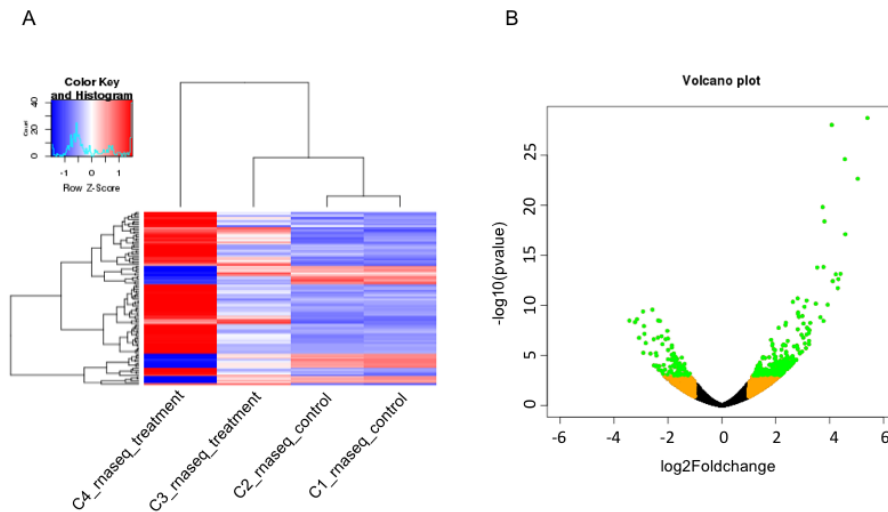 A
B
Color Key
and Histogram
Count
0 20 40
-1 0 1
Row Z-Score
C4_rnaseq_treatment
C3_rnaseq_treatment
C2_rnaseq_control
C1_rnaseq_control
Volcano plot
-log10(pvalue)
25
20
15
10
5
0
-6 -4 -2 0 2 4 6
log2Foldchange